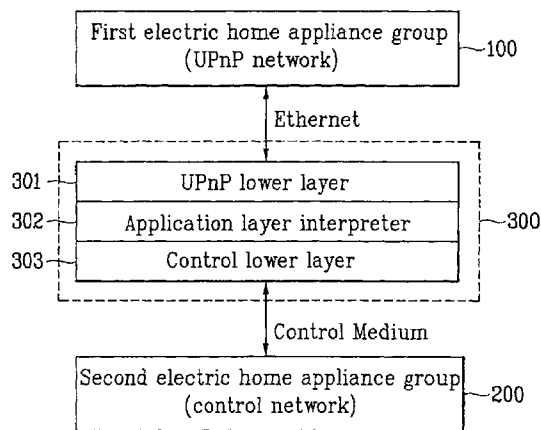 First electric home appliance group
(UPnP network)
100
Ethernet
301
UPnP lower layer
302
Application layer interpreter
300
303
Control lower layer
Control Medium
Second electric home appliance group
(control network)
200